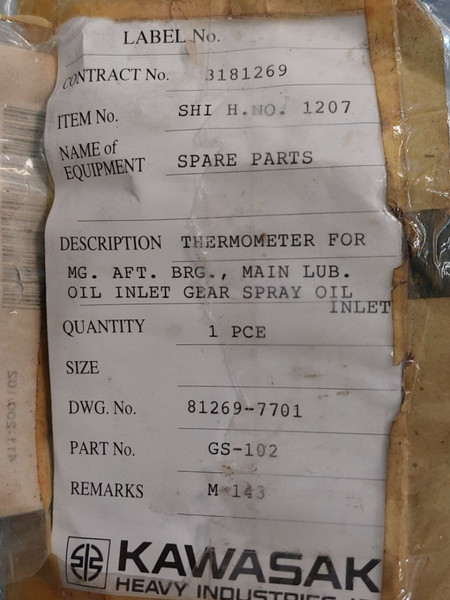 LABEL No.
CONTRACT No. 3181269
ITEM No. SHI H.NO. 1207
NAME of
EQUIPMENT SPARE PARTS
DESCRIPTION THERMOMETER FOR
MG. AFT. BRG., MAIN LUB.
OIL INLET GEAR SPRAY OIL
INLET
QUANTITY 1 PCE
SIZE
DWG. No. 81269-7701
PART No. GS-102
REMARKS M 143
KAWASAK
HEAVY INDUSTRIES